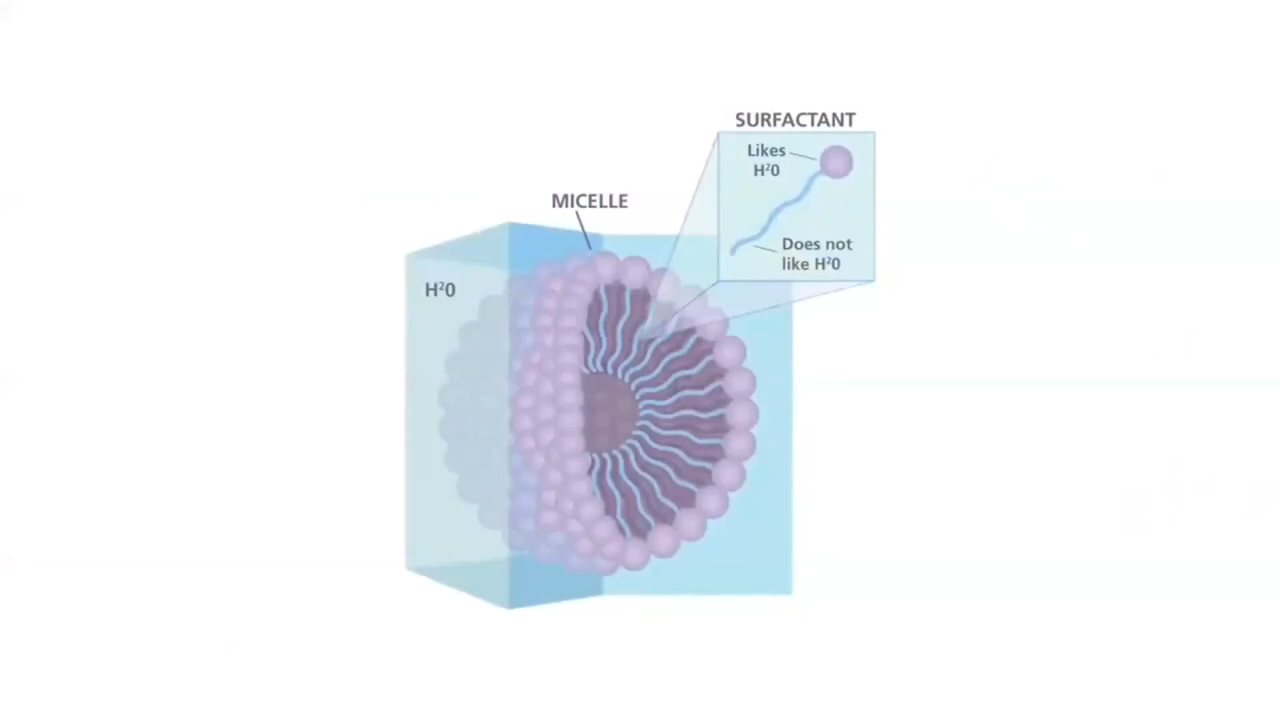 SURFACTANT
Likes
H²0
MICELLE
Does not
like H²0
H²0